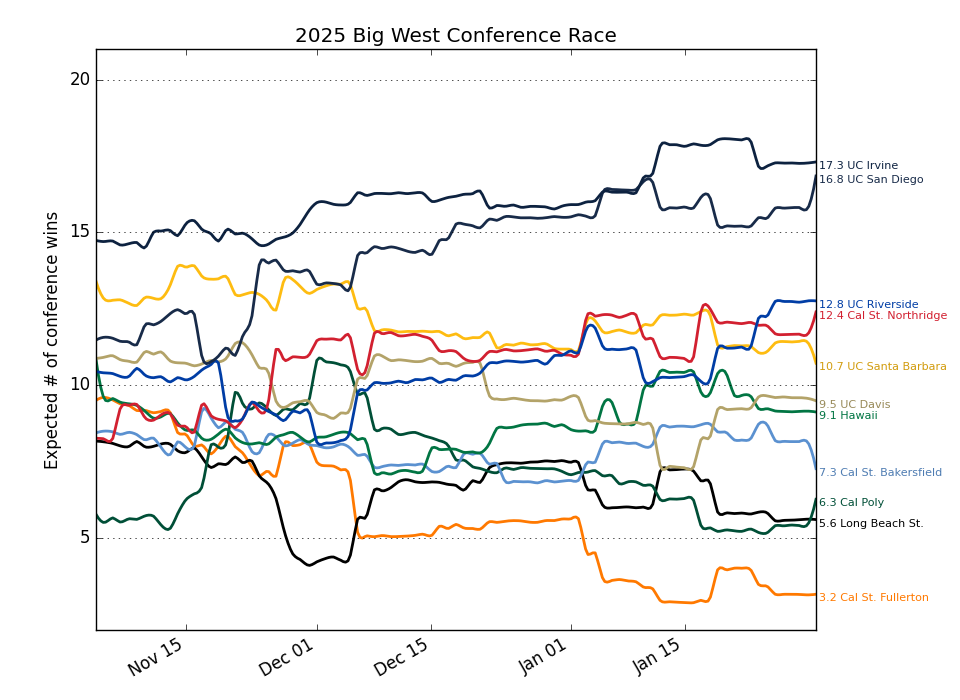 2025 Big West Conference Race
Expected # of conference wins
20
15
10
5
Nov 15
Dec 01
Dec 15
Jan 01
Jan 15
17.3 UC Irvine
16.8 UC San Diego
12.8 UC Riverside
12.4 Cal St. Northridge
10.7 UC Santa Barbara
9.5 UC Davis
9.1 Hawaii
7.3 Cal St. Bakersfield
6.3 Cal Poly
5.6 Long Beach St.
3.2 Cal St. Fullerton